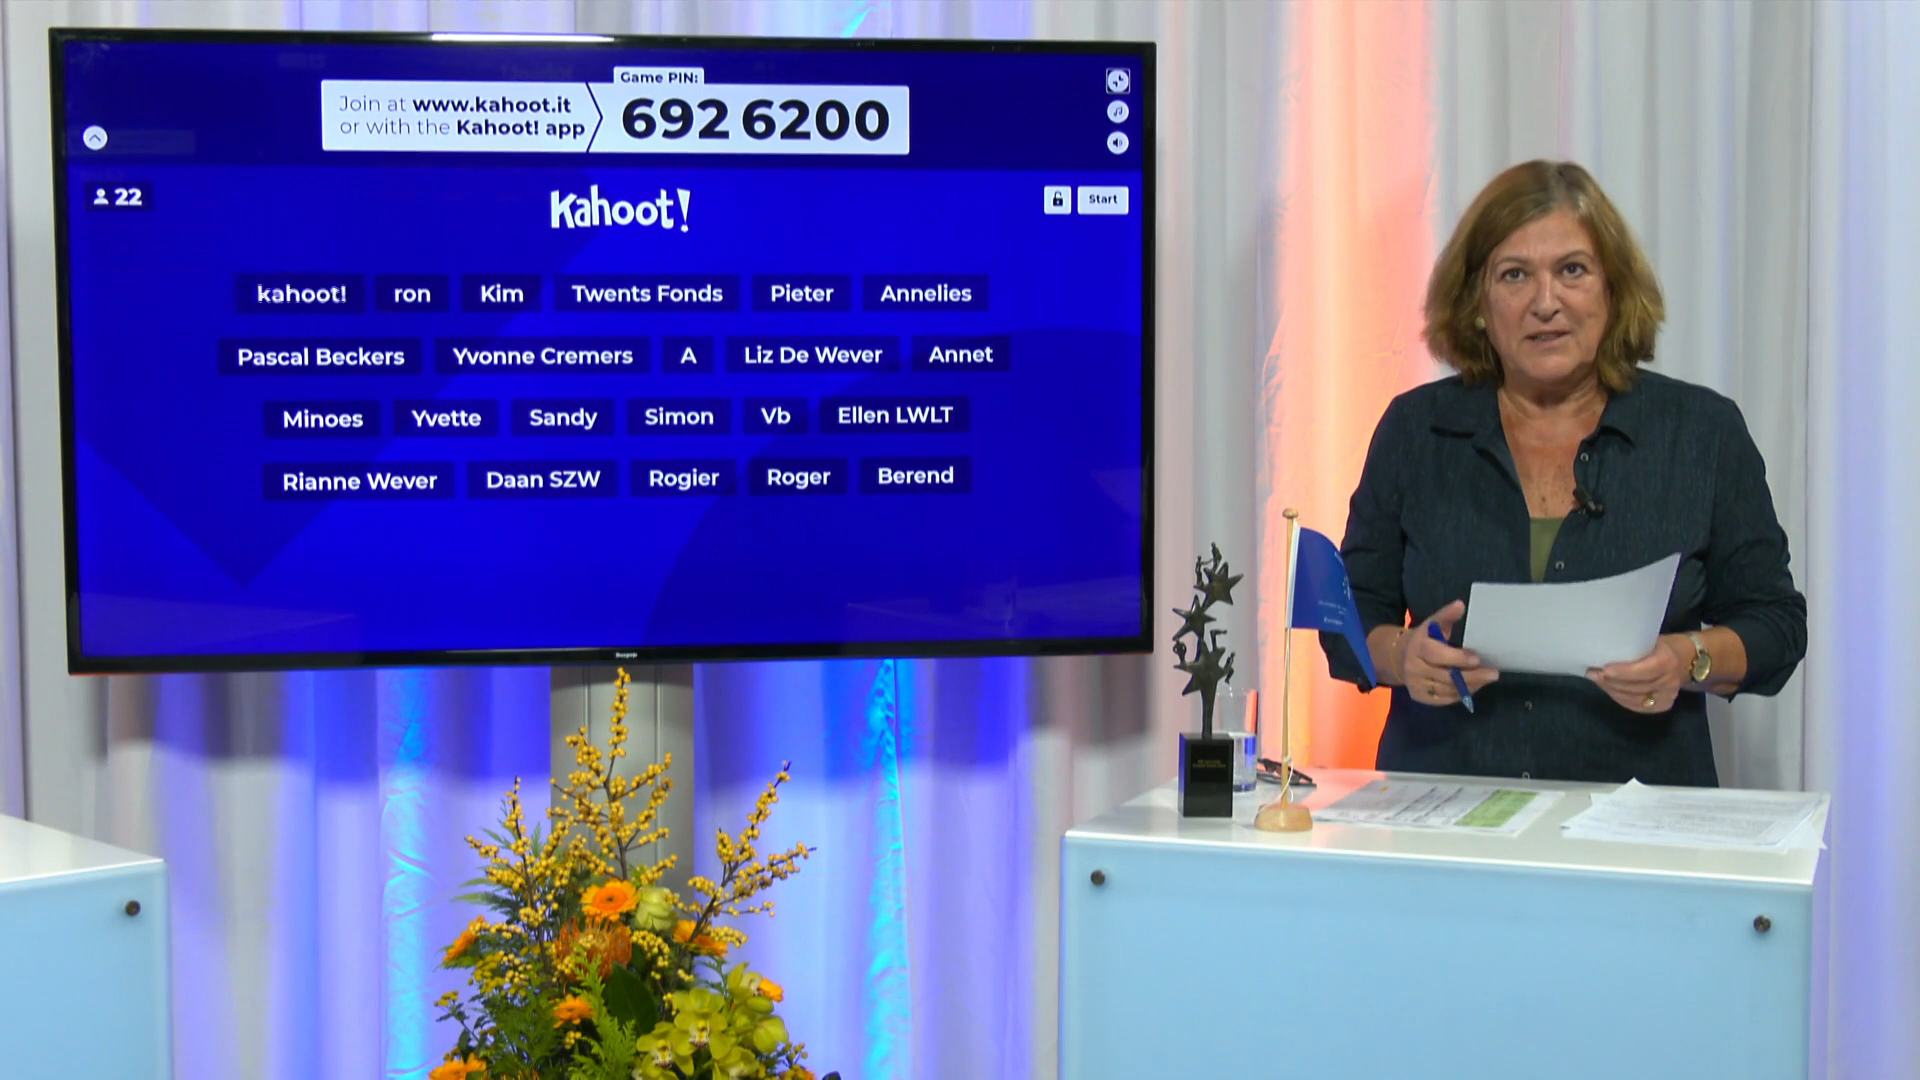 Game PIN:
Join at www.kahoot.it
or with the Kahoot! app
692 6200
22
Kahoot!
Start
kahoot! ron Kim Twents Fonds Pieter Annelies
Pascal Beckers Yvonne Cremers A Liz De Wever Annet
Minoes Yvette Sandy Simon Vb Ellen LWLT
Rianne Wever Daan SZW Rogier Roger Berend